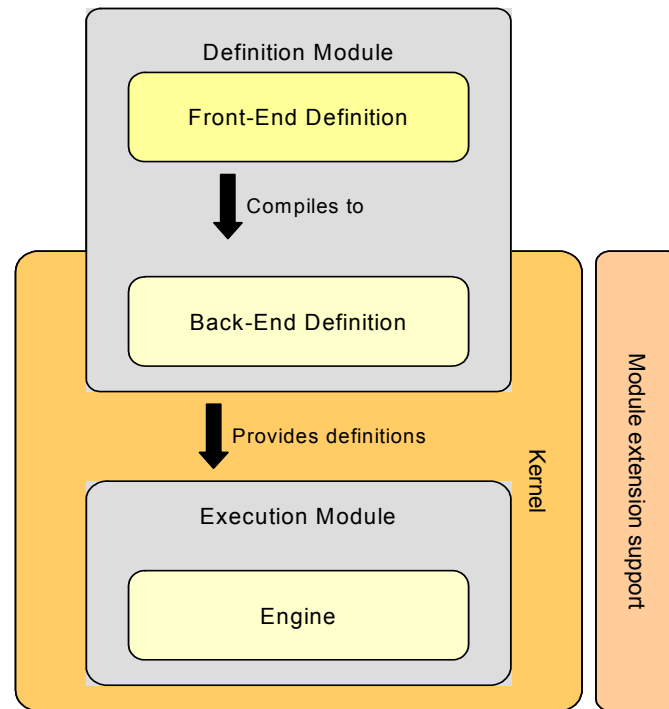 Definition Module
Front-End Definition
Compiles to
Back-End Definition
Provides definitions
Execution Module
Engine
Kernel
Module extension support